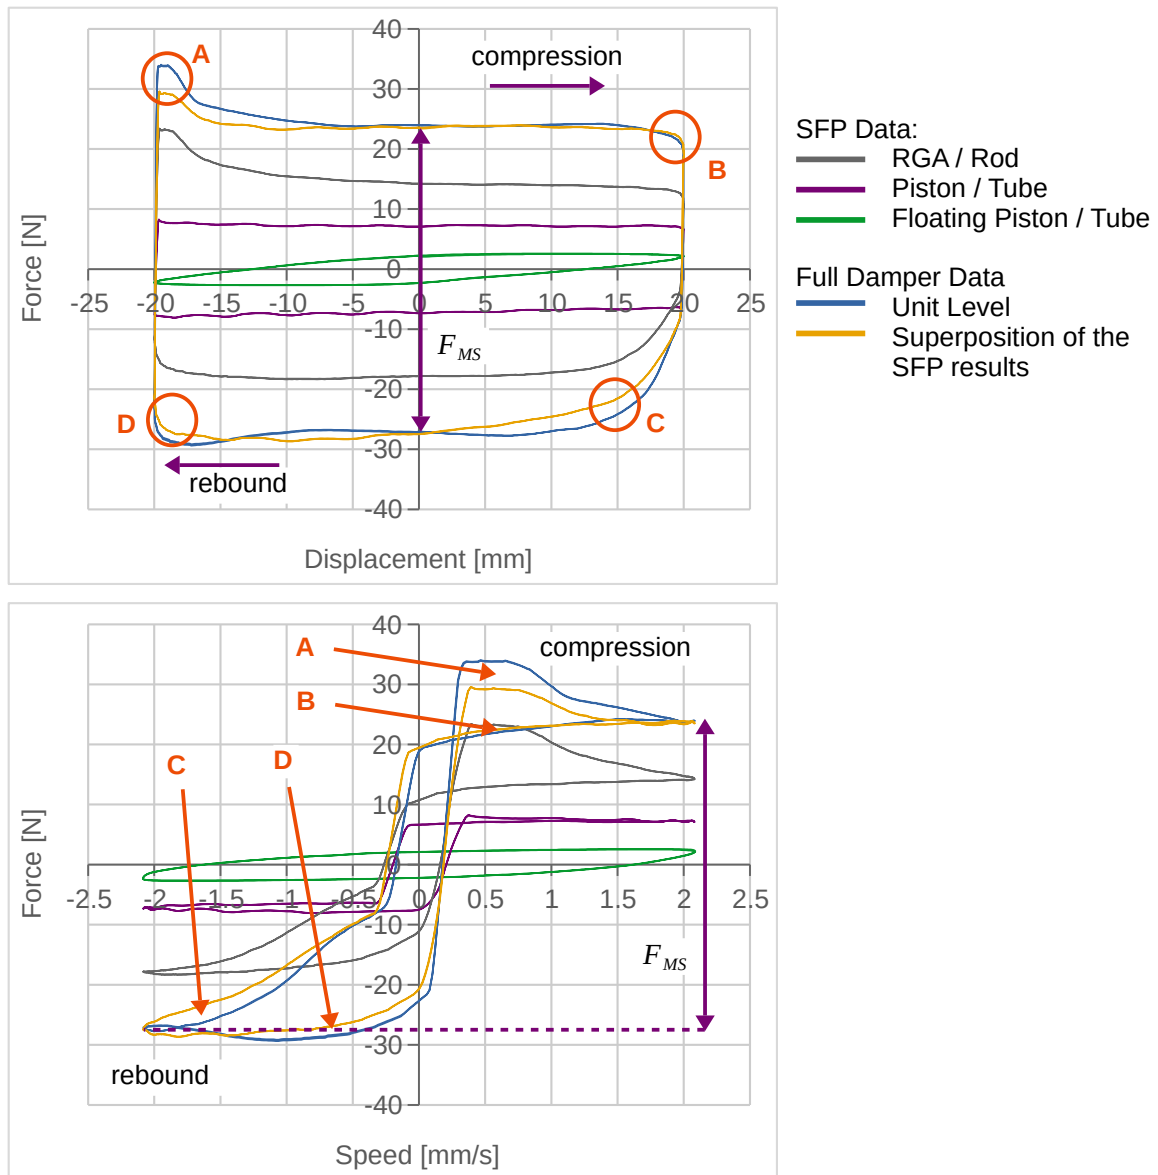 40
A
compression
30
20
B
10
0
-25 -20 -15 -10 -5 0 5 10 15 20 25
-10
F_MS
-20
D
C
-30
rebound
-40
Force [N]
Displacement [mm]
SFP Data:
RGA / Rod
Piston / Tube
Floating Piston / Tube
Full Damper Data
Unit Level
Superposition of the
SFP results
40
A
compression
30
B
20
C
D
10
0
-2.5 -2 -1.5 -1 -0.5 0 0.5 1 1.5 2 2.5
-10
F_MS
-20
-30
rebound
-40
Force [N]
Speed [mm/s]